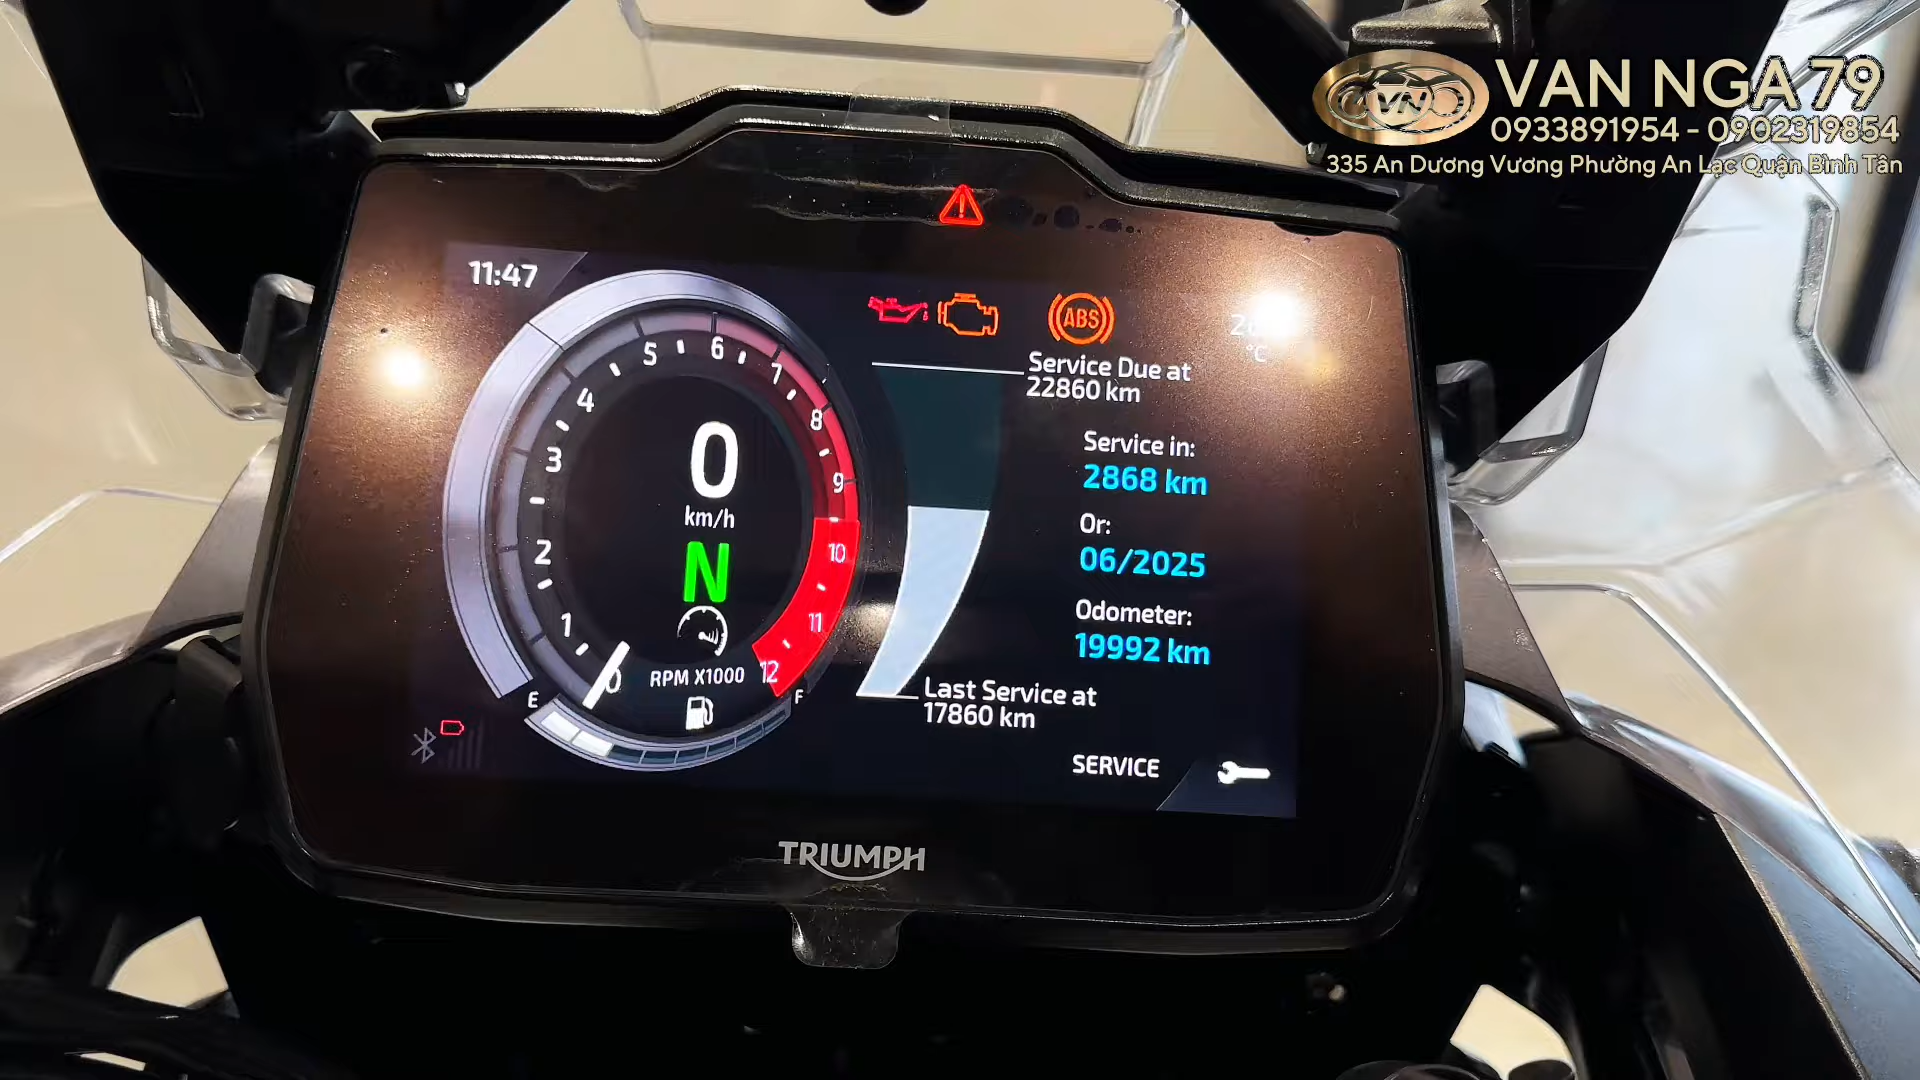 VAN NGA 79
VN
0933891954 - 0902319854
335 An Dương Vương Phường An Lạc Quận Bình Tân
11:47
ABS
°C
Service Due at
22860 km
Service in:
2868 km
Or:
06/2025
Odometer:
19992 km
Last Service at
17860 km
SERVICE
0
km/h
N
RPM X1000
0
1
2
3
4
5
6
7
8
9
10
11
12
E
F
TRIUMPH